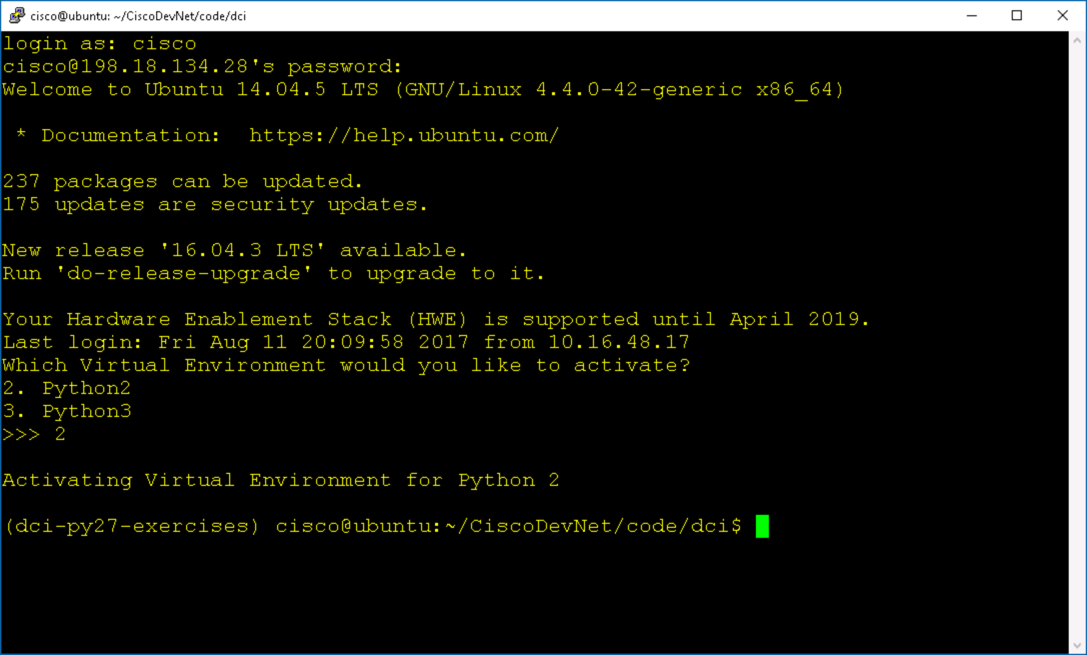 cisco@ubuntu: ~/CiscoDevNet/code/dci
login as: cisco
cisco@198.18.134.28's password:
Welcome to Ubuntu 14.04.5 LTS (GNU/Linux 4.4.0-42-generic x86_64)
* Documentation:  https://help.ubuntu.com/
237 packages can be updated.
175 updates are security updates.
New release '16.04.3 LTS' available.
Run 'do-release-upgrade' to upgrade to it.
Your Hardware Enablement Stack (HWE) is supported until April 2019.
Last login: Fri Aug 11 20:09:58 2017 from 10.16.48.17
Which Virtual Environment would you like to activate?
2. Python2
3. Python3
>>> 2
Activating Virtual Environment for Python 2
(dci-py27-exercises) cisco@ubuntu:~/CiscoDevNet/code/dci$